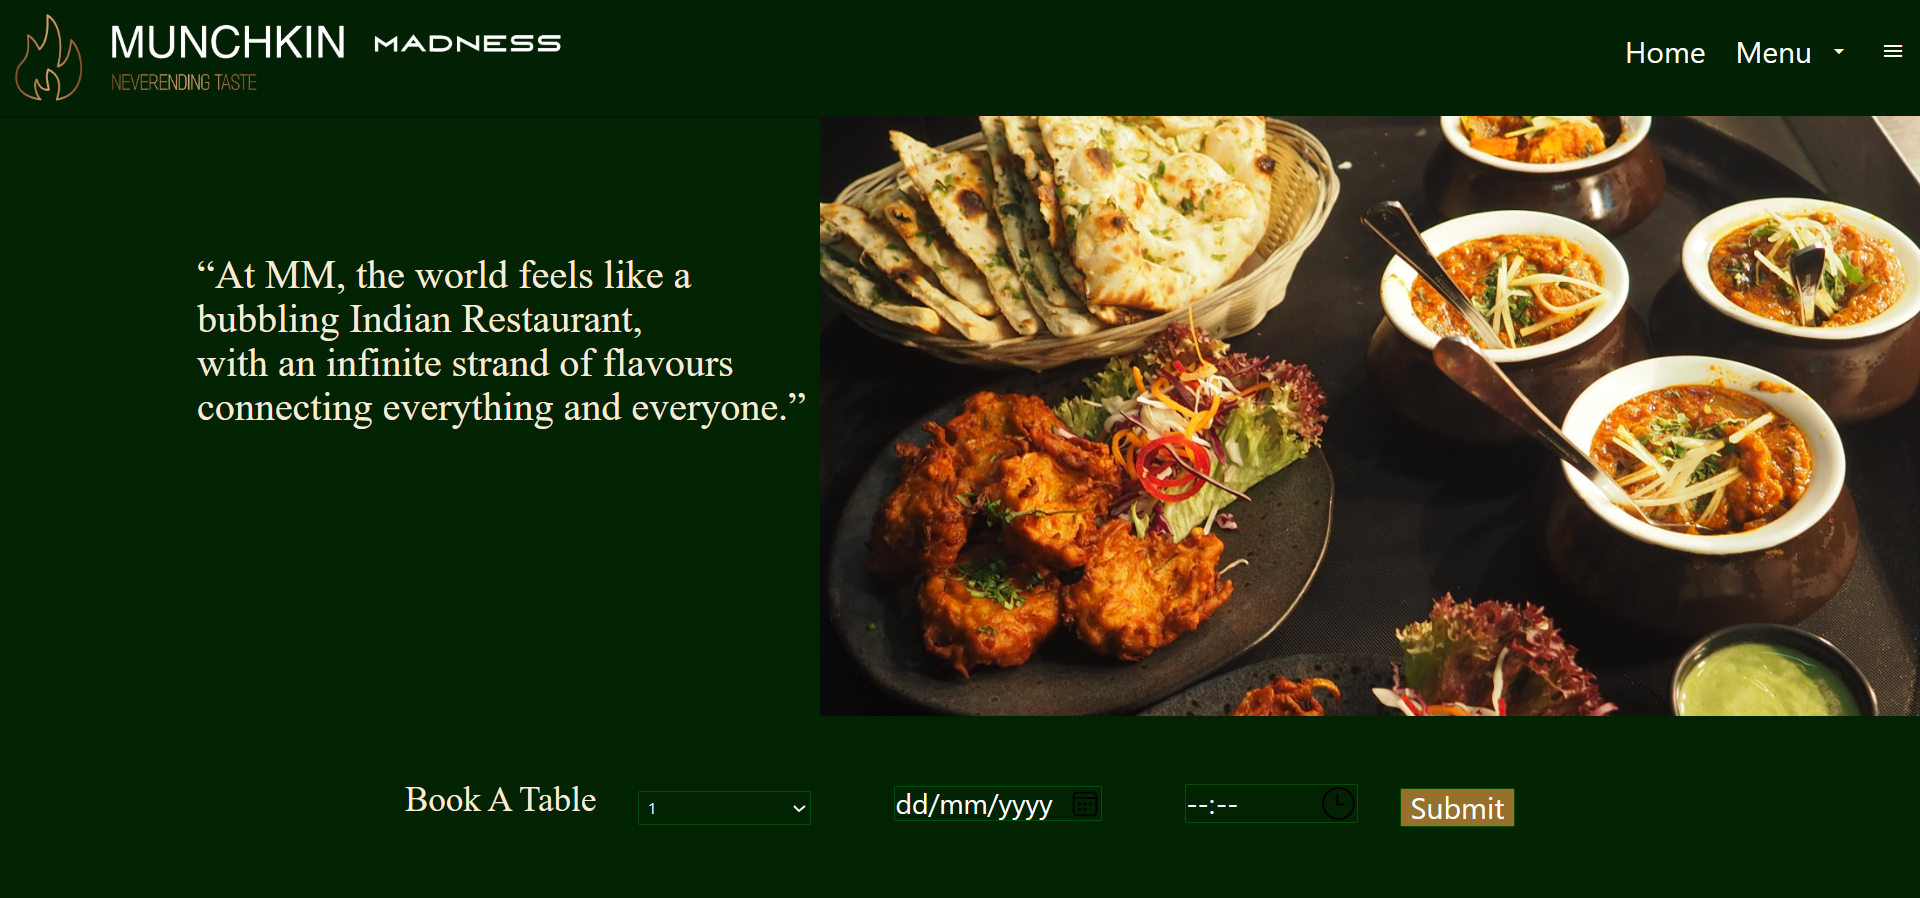 MUNCHKIN MADNESS
NEVERENDING TASTE
Home Menu
“At MM, the world feels like a
bubbling Indian Restaurant,
with an infinite strand of flavours
connecting everything and everyone.”
Book A Table 1 dd/mm/yyyy --:-- Submit